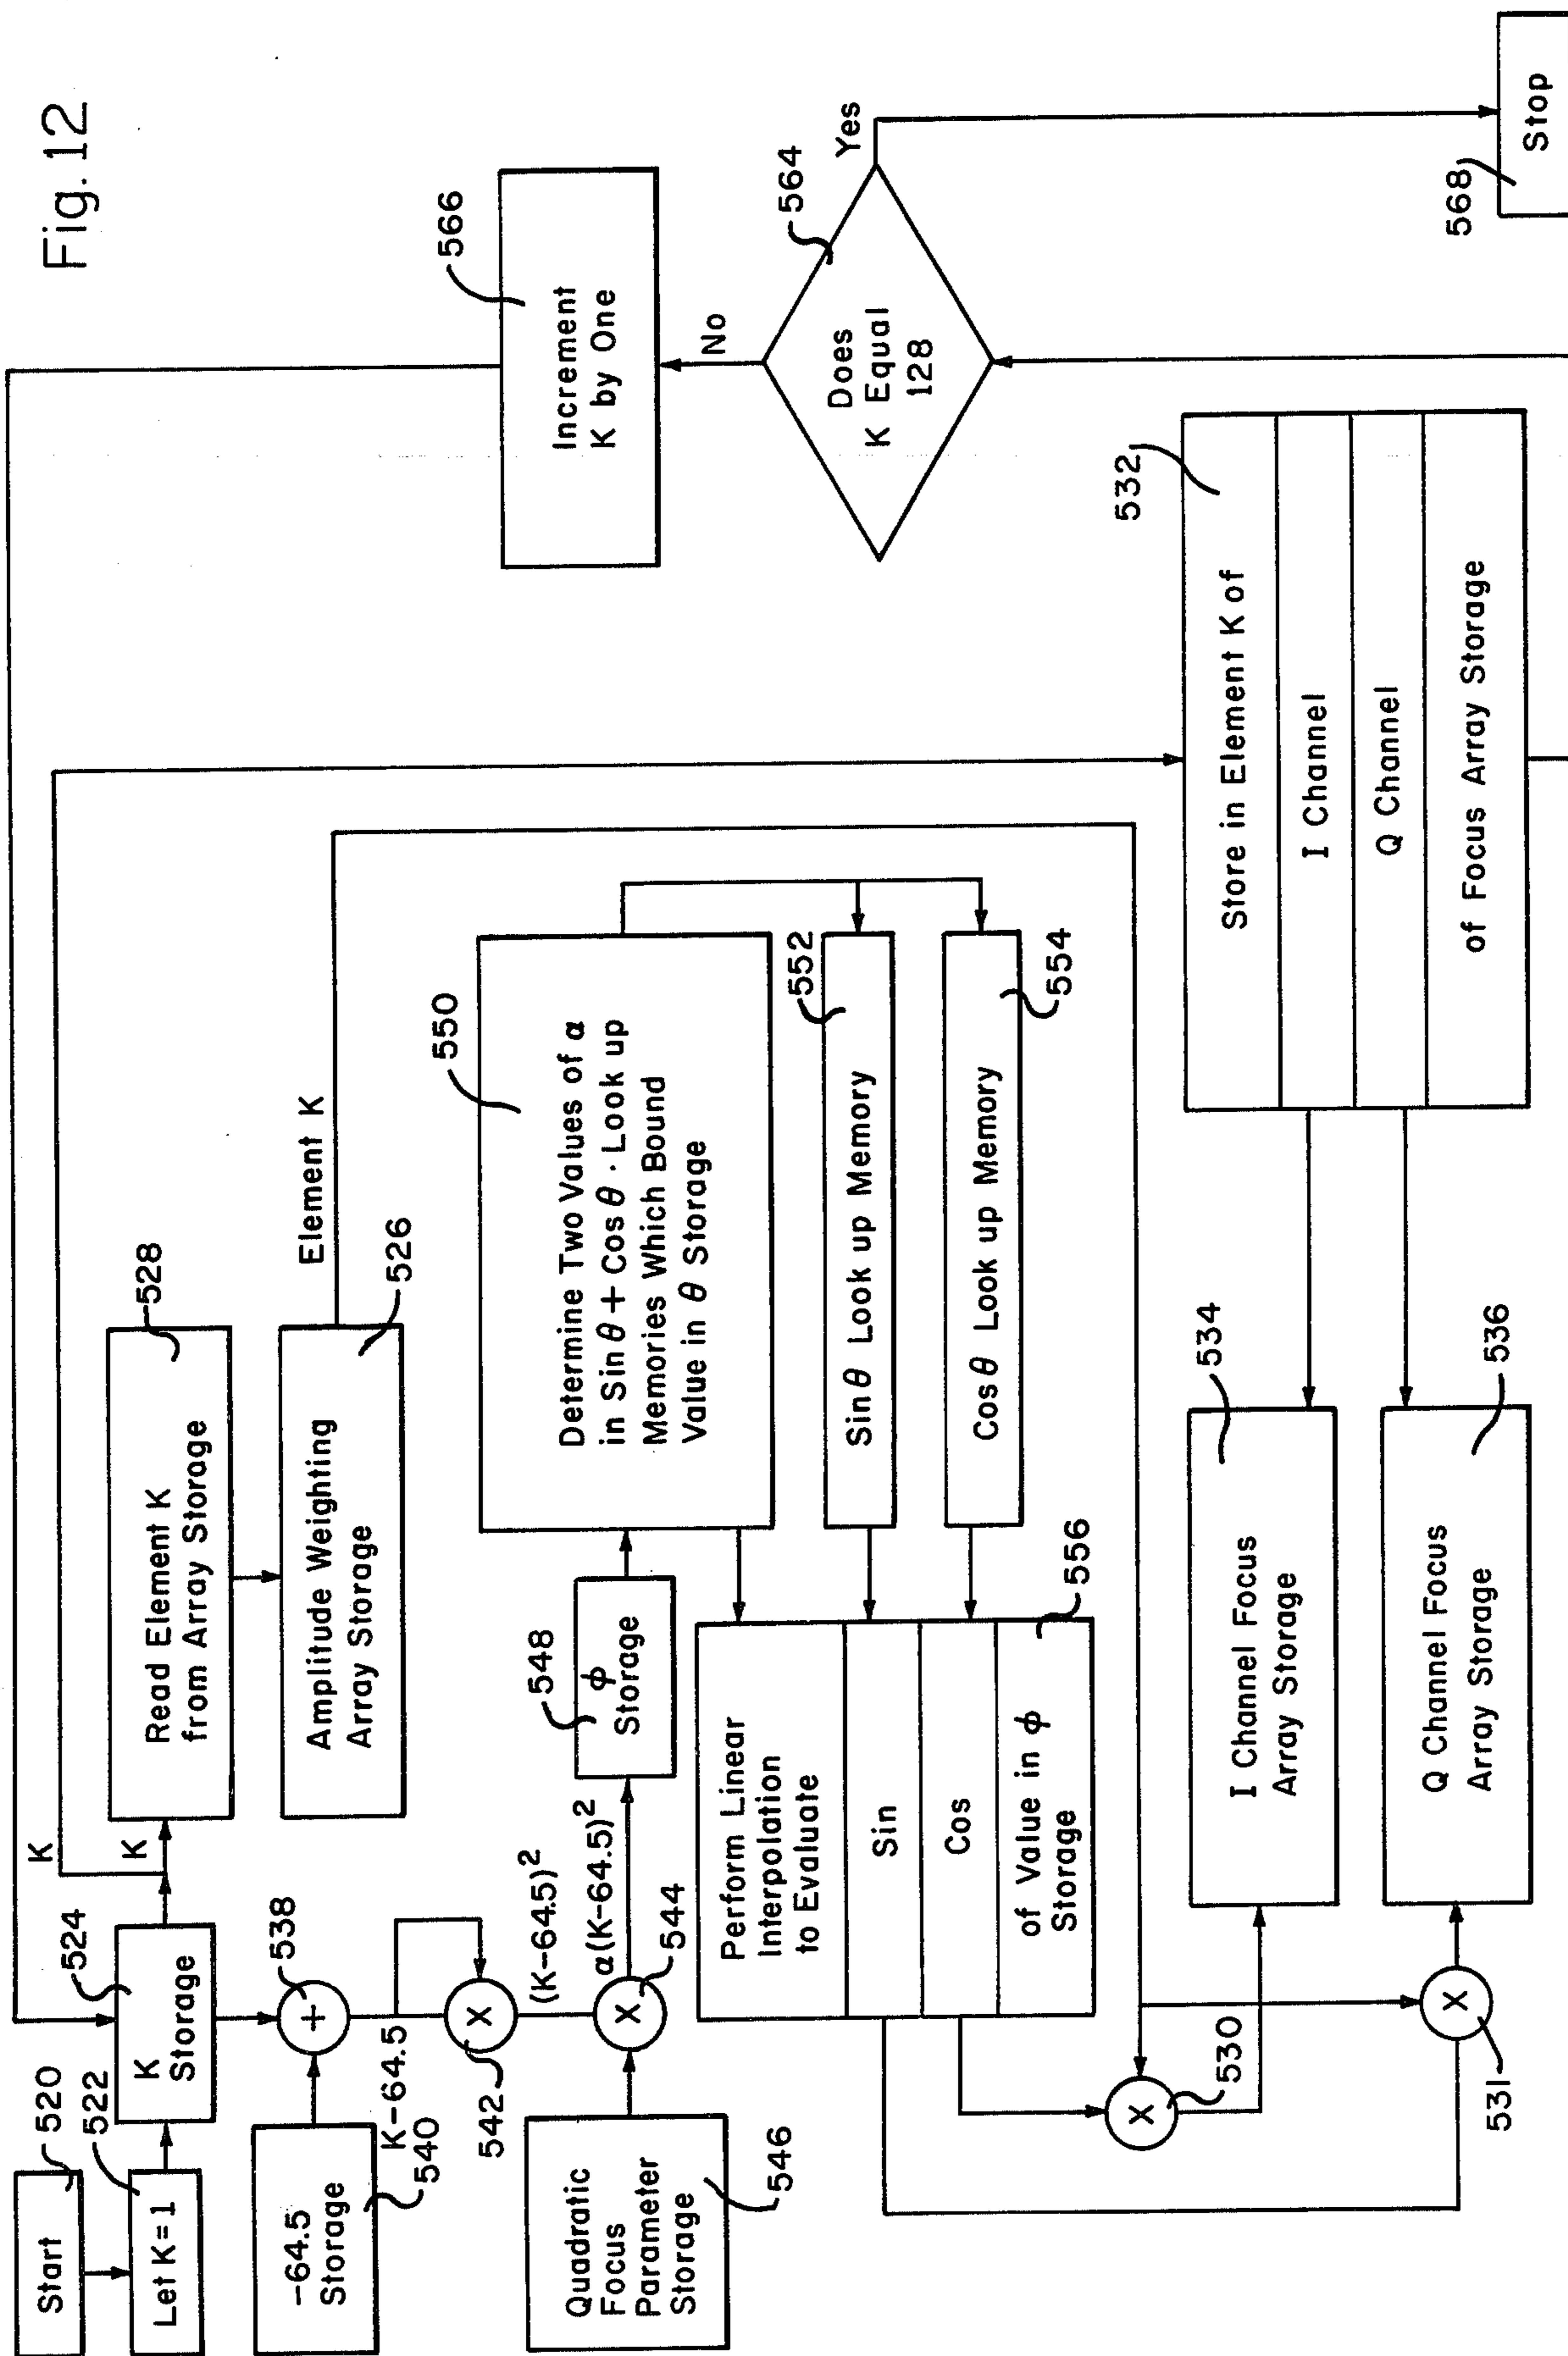 Fig. 12
Start
520
Let K = 1
522
K
Storage
524
K
K
Read Element K
from Array Storage
528
Amplitude Weighting
Array Storage
526
Element K
-64.5
Storage
540
+
538
K-64.5
X
542
(K-64.5)²
Quadratic
Focus
Parameter
Storage
546
X
544
α(K-64.5)²
ϕ
Storage
548
Determine Two Values of α
in Sin θ + Cos θ · Look up
Memories Which Bound
Value in θ Storage
550
Sin θ Look up Memory
552
Cos θ Look up Memory
554
Perform Linear
Interpolation
to Evaluate
Sin
Cos
of Value in ϕ
Storage
556
X
530
X
531
I Channel Focus
Array Storage
534
Q Channel Focus
Array Storage
536
Store in Element K of
I Channel
Q Channel
of Focus Array Storage
532
Does
K Equal
128
564
No
Yes
Increment
K by One
566
Stop
568